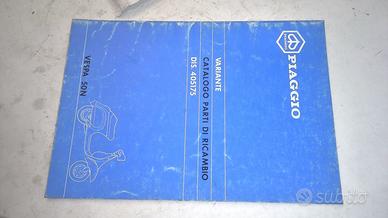 PIAGGIO
VARIANTE
CATALOGO PARTI DI RICAMBIO
DIS. 405175
VESPA 50N
subito